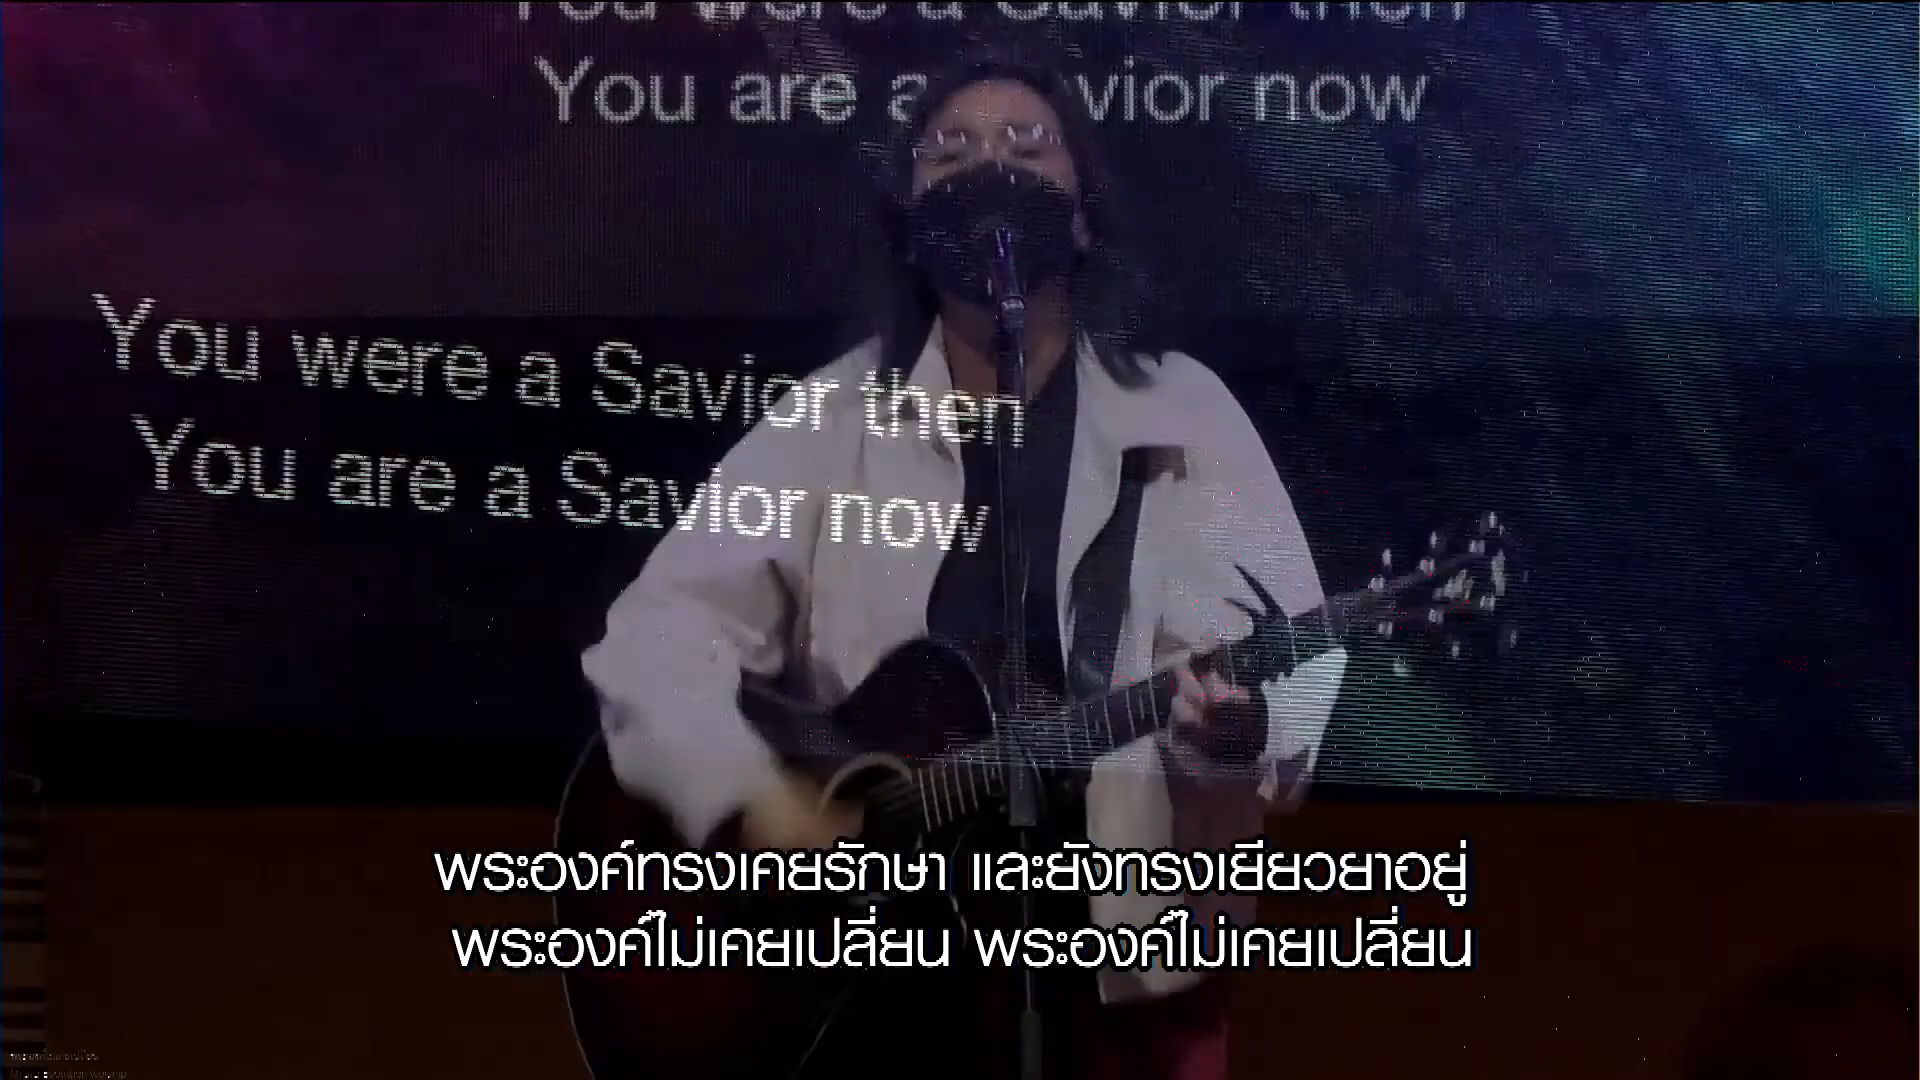 You were a Savior then
You are a Savior now
You were a Savior then
You are a Savior now
พระองค์ทรงเคยรักษา และยังทรงเยียวยาอยู่
พระองค์ไม่เคยเปลี่ยน พระองค์ไม่เคยเปลี่ยน